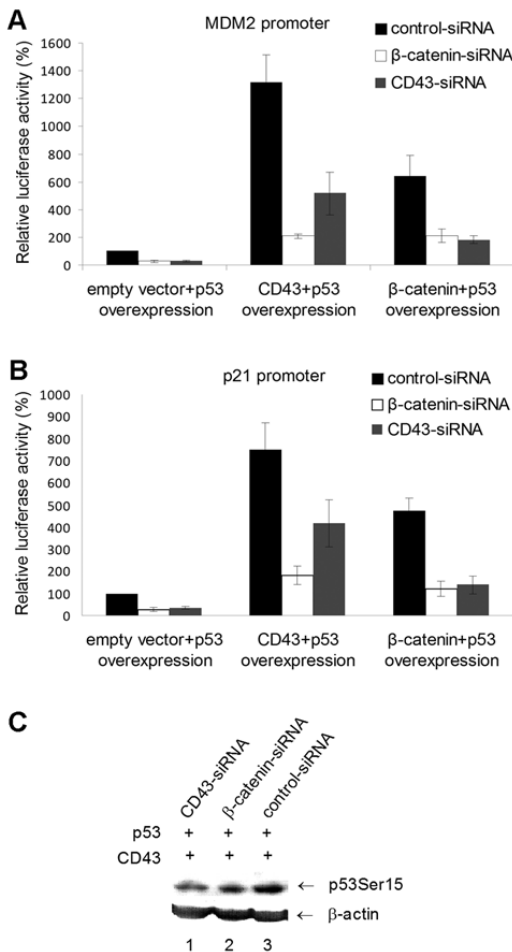 A
MDM2 promoter
control-siRNA
β-catenin-siRNA
CD43-siRNA
Relative luciferase activity (%)
1600
1400
1200
1000
800
600
400
200
0
empty vector+p53
overexpression
CD43+p53
overexpression
β-catenin+p53
overexpression
B
p21 promoter
control-siRNA
β-catenin-siRNA
CD43-siRNA
Relative luciferase activity (%)
1000
900
800
700
600
500
400
300
200
100
0
empty vector+p53
overexpression
CD43+p53
overexpression
β-catenin+p53
overexpression
C
CD43-siRNA
β-catenin-siRNA
control-siRNA
p53 + + +
CD43 + + +
← p53Ser15
← β-actin
1 2 3